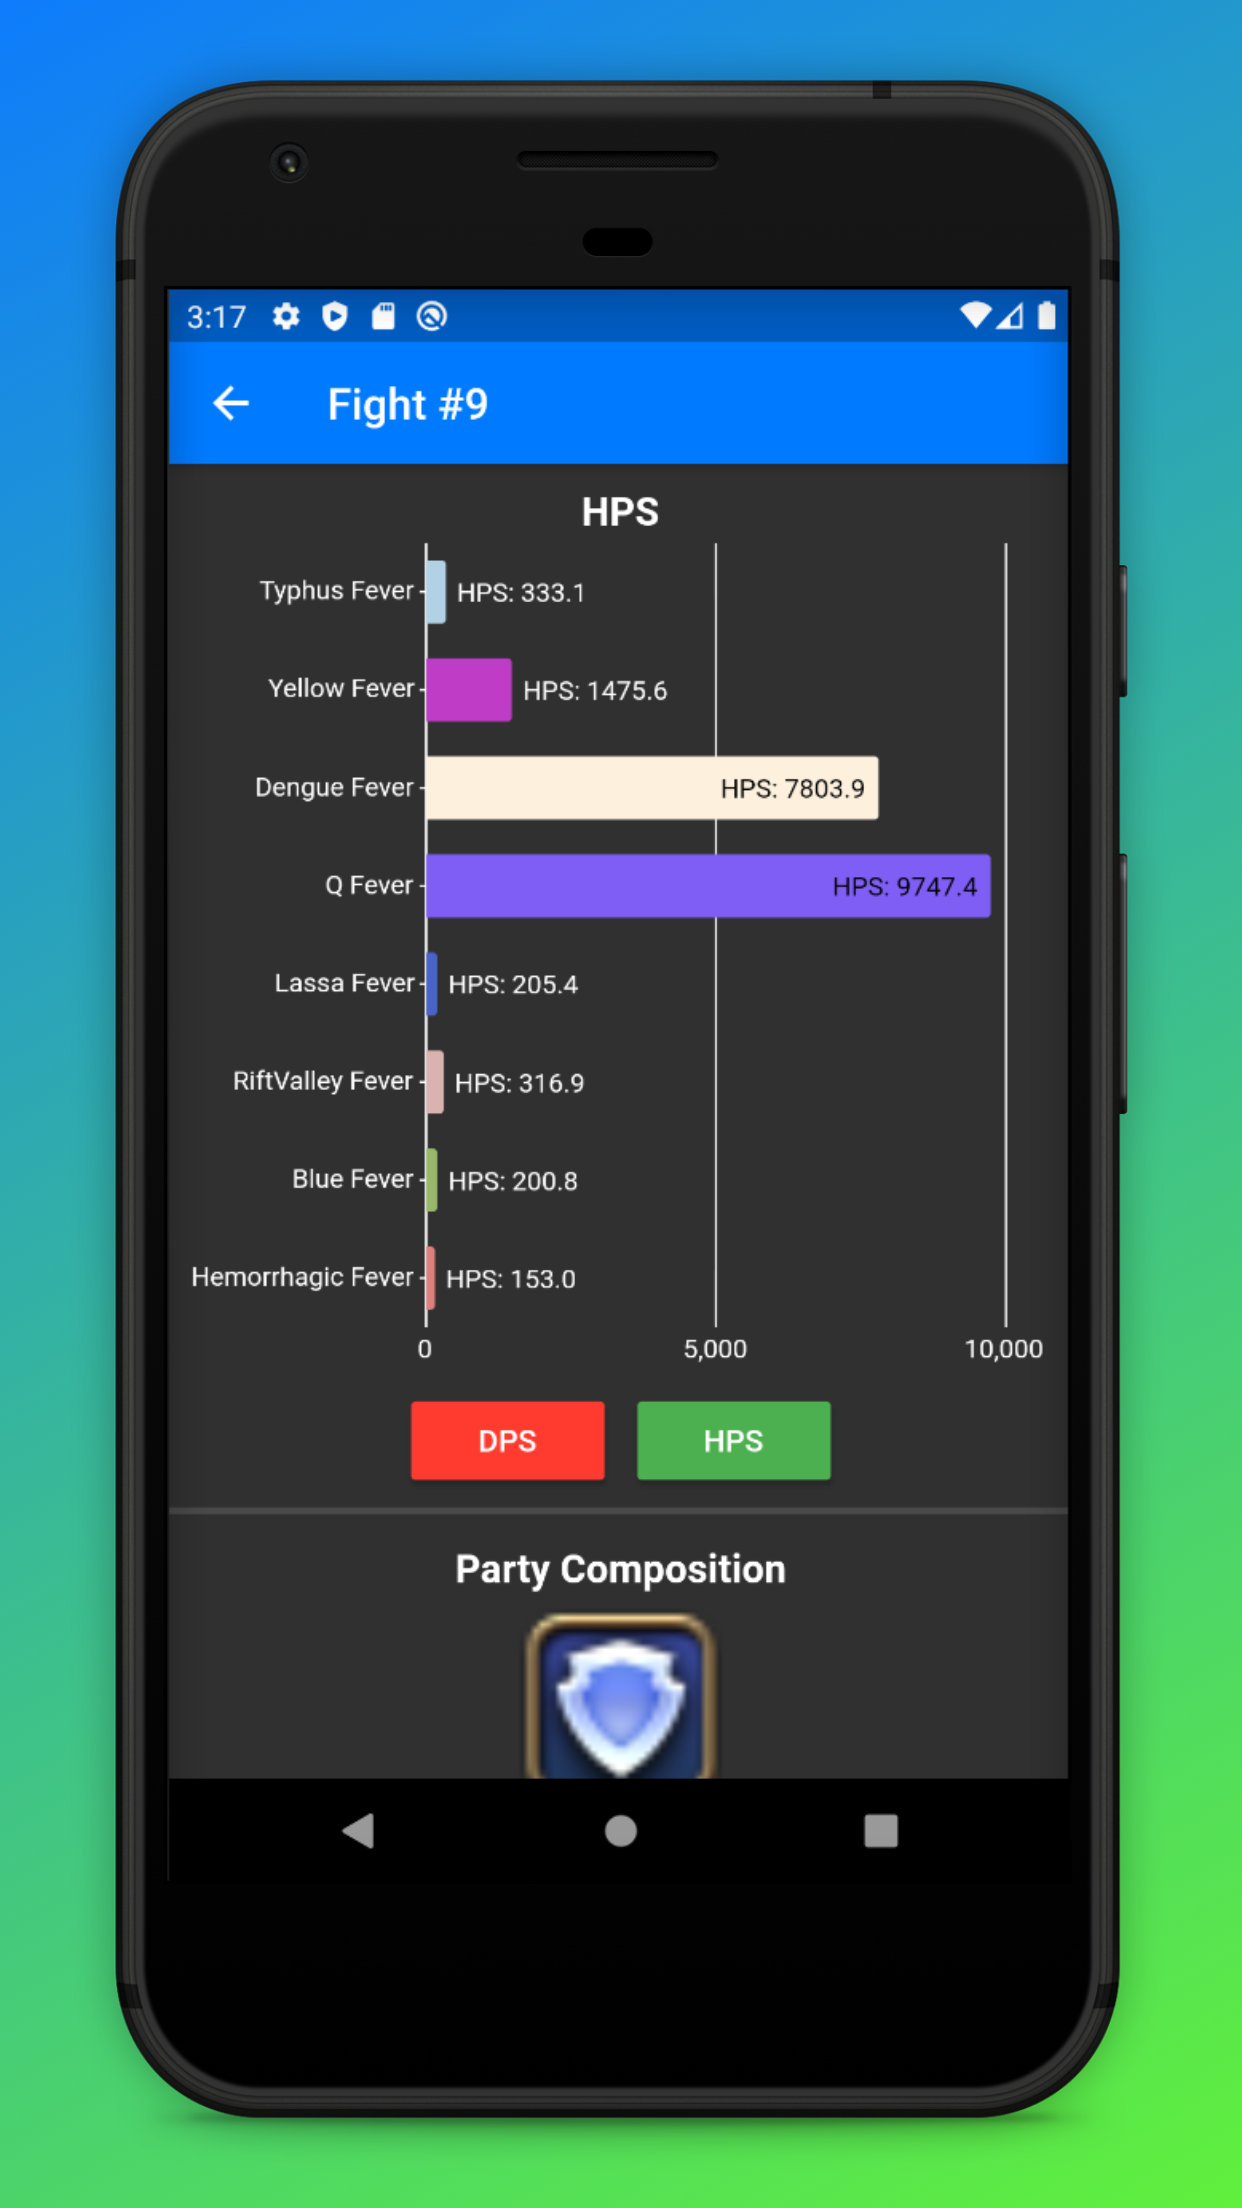 3:17
Fight #9
HPS
Typhus Fever HPS: 333.1
Yellow Fever HPS: 1475.6
Dengue Fever HPS: 7803.9
Q Fever HPS: 9747.4
Lassa Fever HPS: 205.4
RiftValley Fever HPS: 316.9
Blue Fever HPS: 200.8
Hemorrhagic Fever HPS: 153.0
0 5,000 10,000
DPS HPS
Party Composition